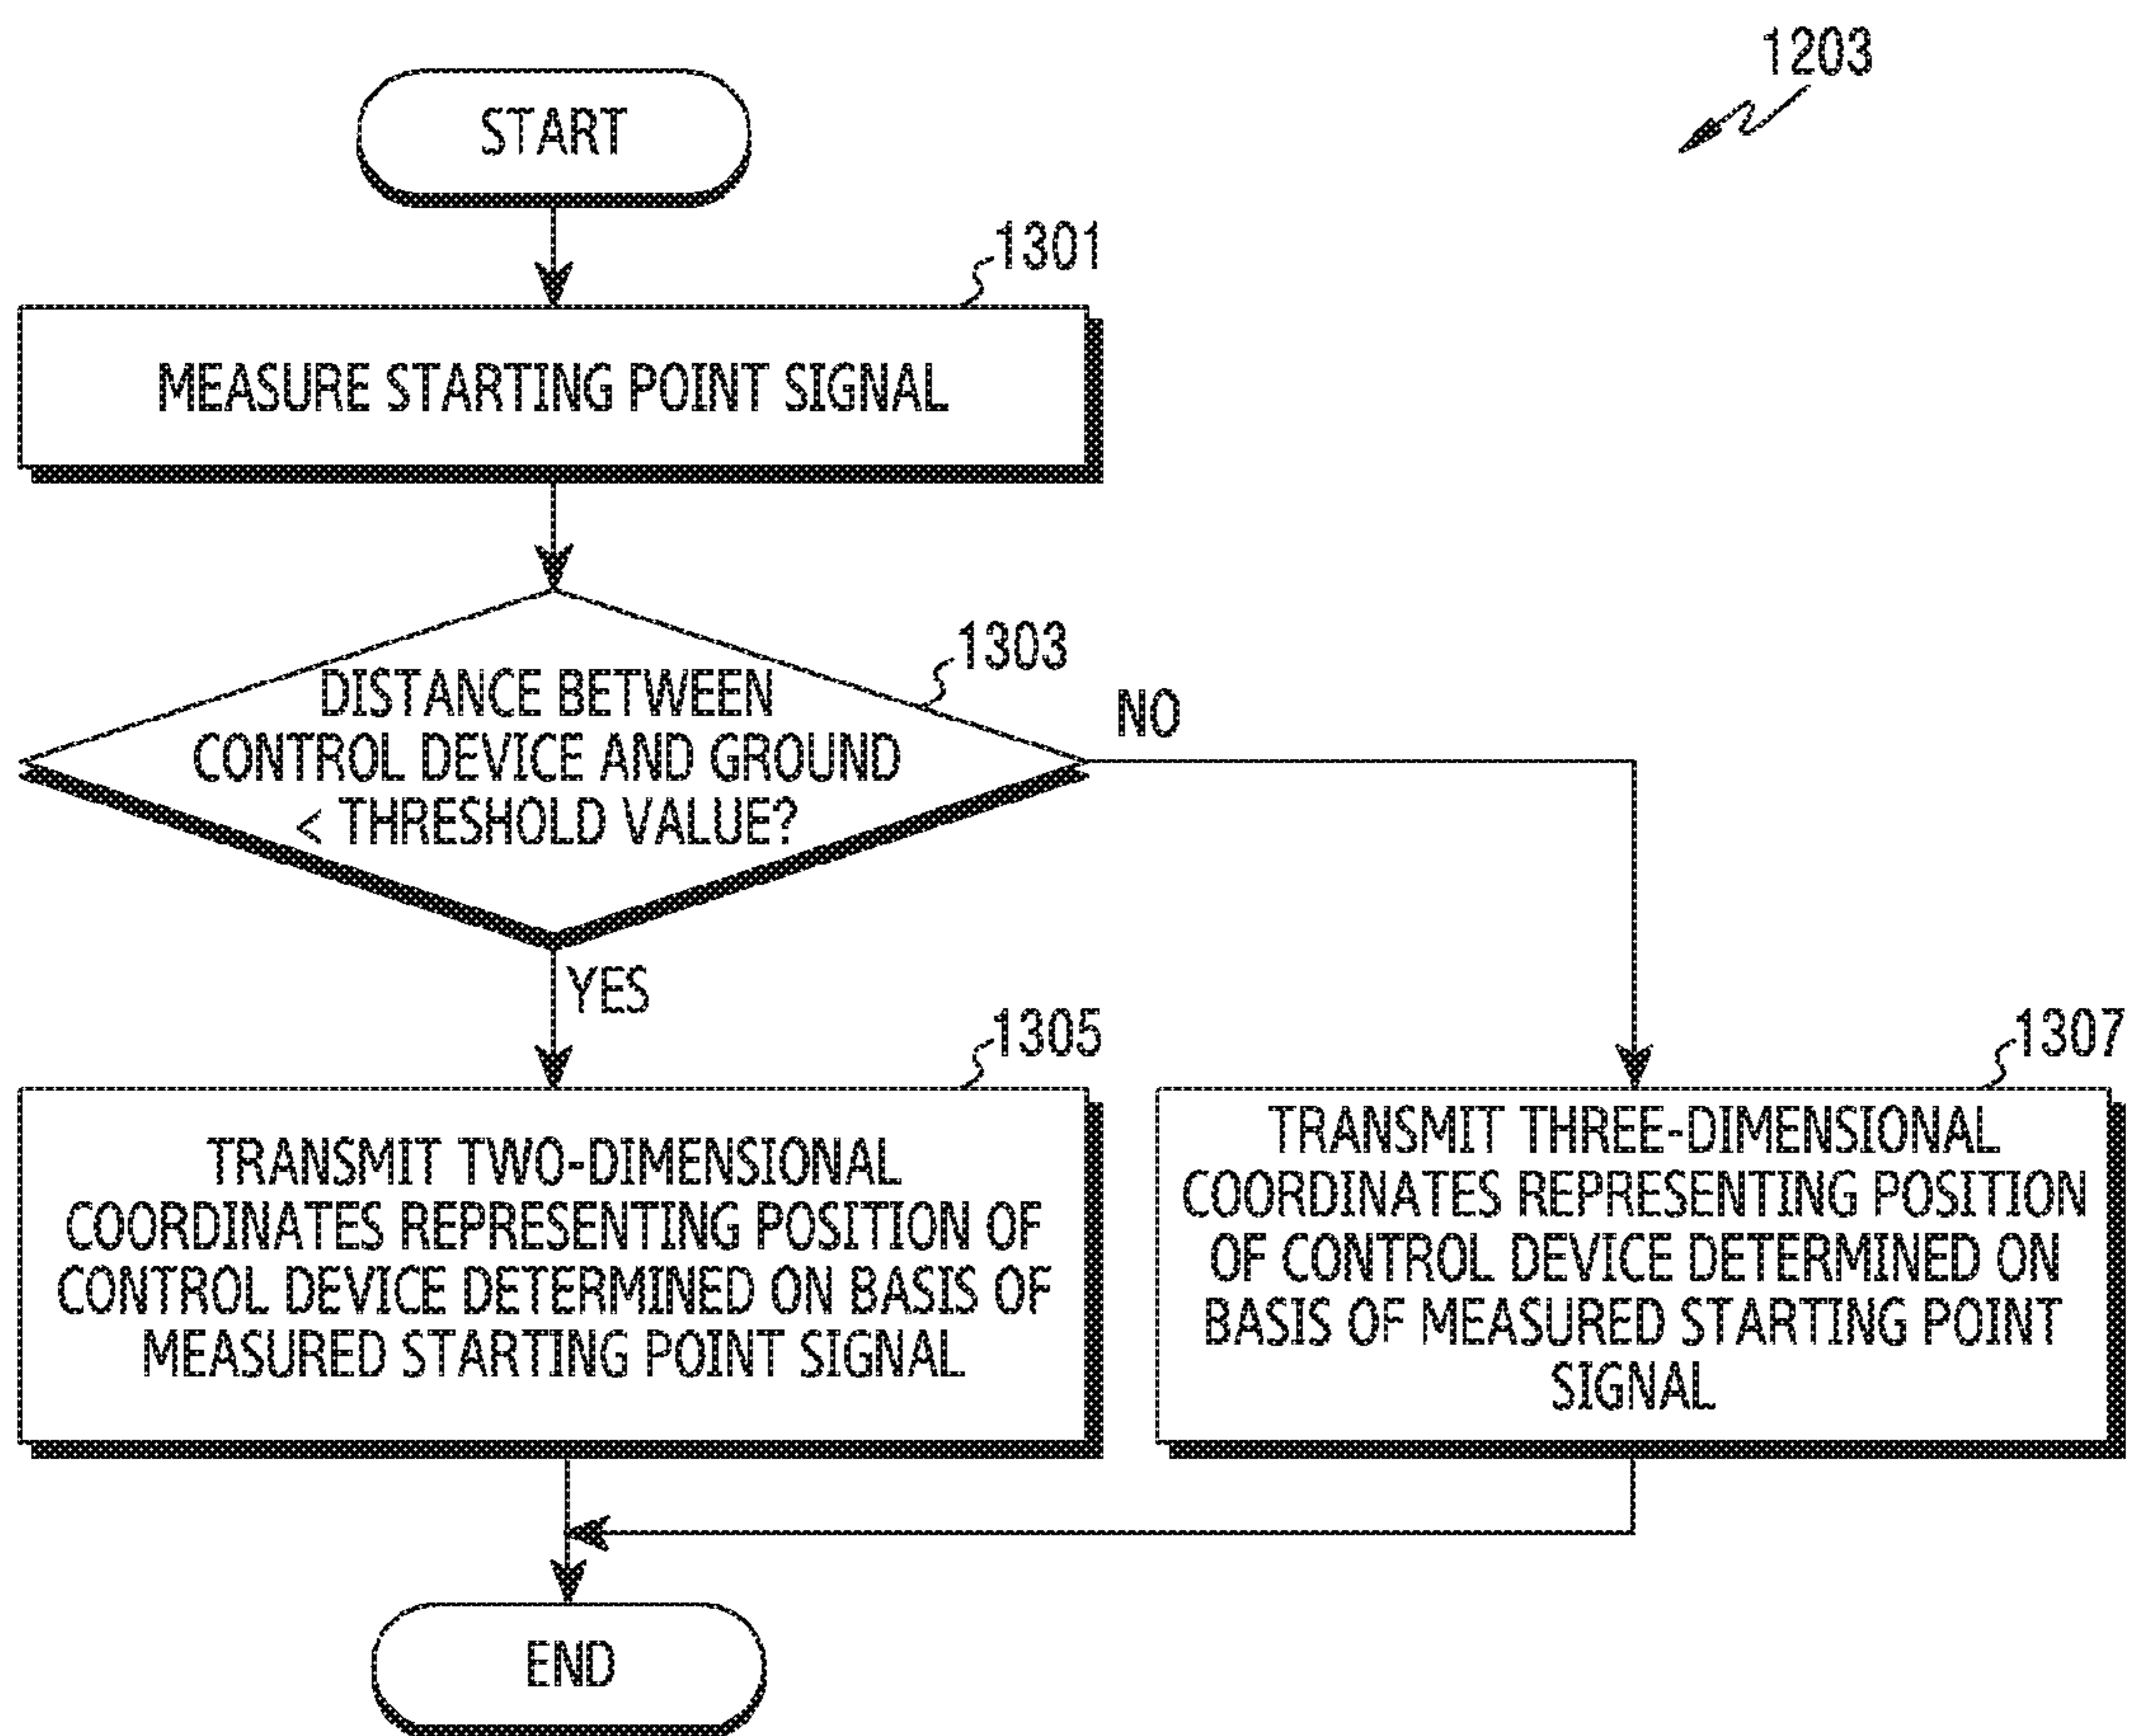 1203
START
1301
MEASURE STARTING POINT SIGNAL
1303
DISTANCE BETWEEN
CONTROL DEVICE AND GROUND
< THRESHOLD VALUE?
NO
YES
1305
TRANSMIT TWO-DIMENSIONAL
COORDINATES REPRESENTING POSITION OF
CONTROL DEVICE DETERMINED ON BASIS OF
MEASURED STARTING POINT SIGNAL
1307
TRANSMIT THREE-DIMENSIONAL
COORDINATES REPRESENTING POSITION
OF CONTROL DEVICE DETERMINED ON
BASIS OF MEASURED STARTING POINT
SIGNAL
END